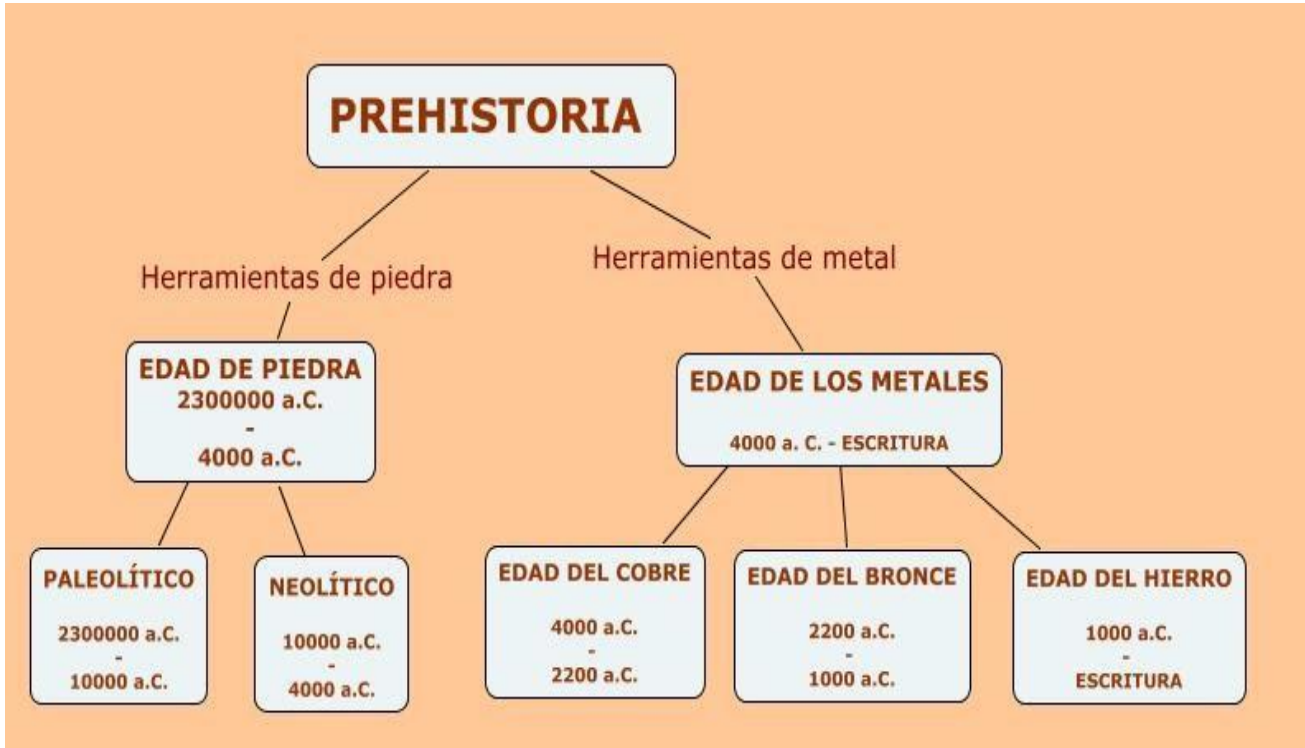 PREHISTORIA
Herramientas de piedra
Herramientas de metal
EDAD DE PIEDRA
2300000 a.C.
-
4000 a.C.
EDAD DE LOS METALES
4000 a. C. - ESCRITURA
PALEOLÍTICO
2300000 a.C.
-
10000 a.C.
NEOLÍTICO
10000 a.C.
-
4000 a.C.
EDAD DEL COBRE
4000 a.C.
-
2200 a.C.
EDAD DEL BRONCE
2200 a.C.
-
1000 a.C.
EDAD DEL HIERRO
1000 a.C.
-
ESCRITURA